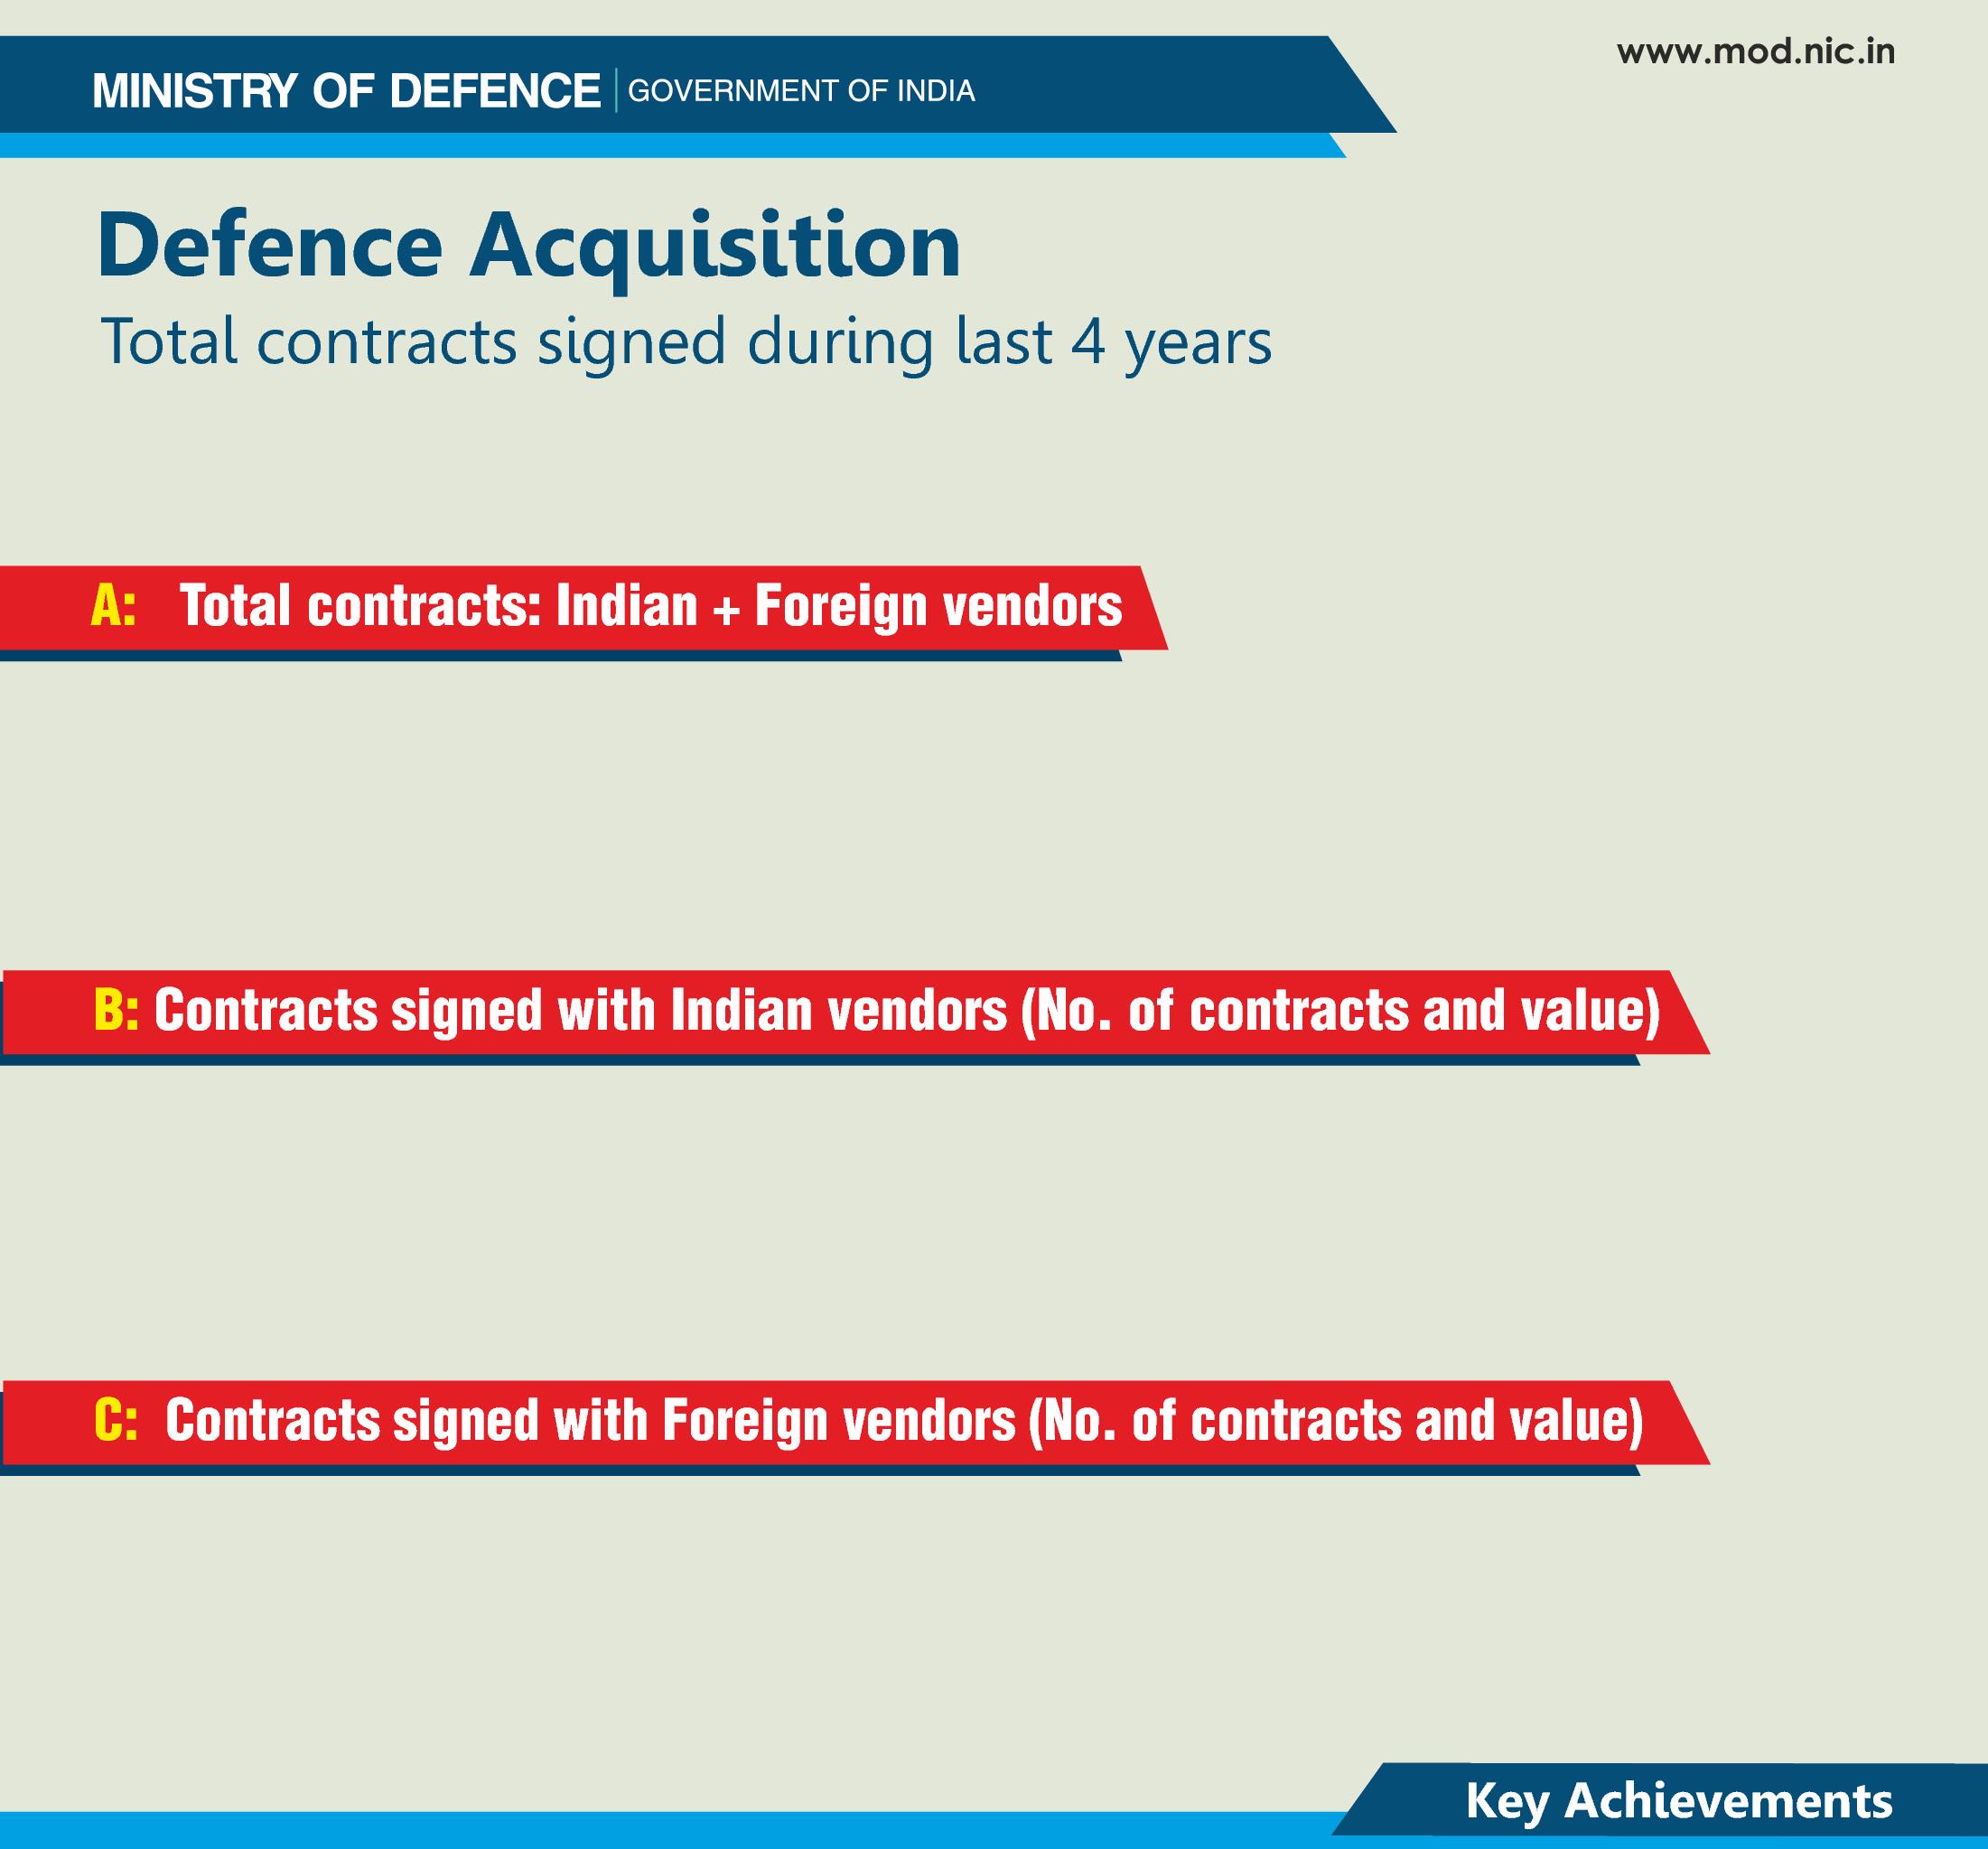 www.mod.nic.in
MINISTRY OF DEFENCE GOVERNMENT OF INDIA
Defence Acquisition
Total contracts signed during last 4 years
A: Total contracts: Indian + Foreign vendors
B: Contracts signed with Indian vendors (No. of contracts and value)
C: Contracts signed with Foreign vendors (No. of contracts and value)
Key Achievements